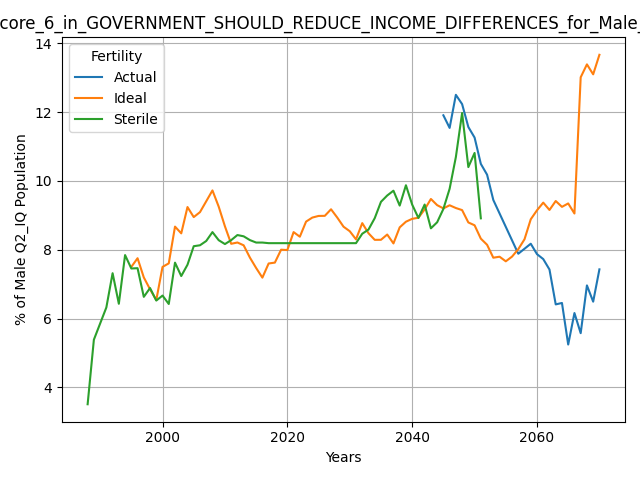 core_6_in_GOVERNMENT_SHOULD_REDUCE_INCOME_DIFFERENCES_for_Male_
Fertility
Actual
Ideal
Sterile
% of Male Q2_IQ Population
14
12
10
8
6
4
2000
2020
2040
2060
Years